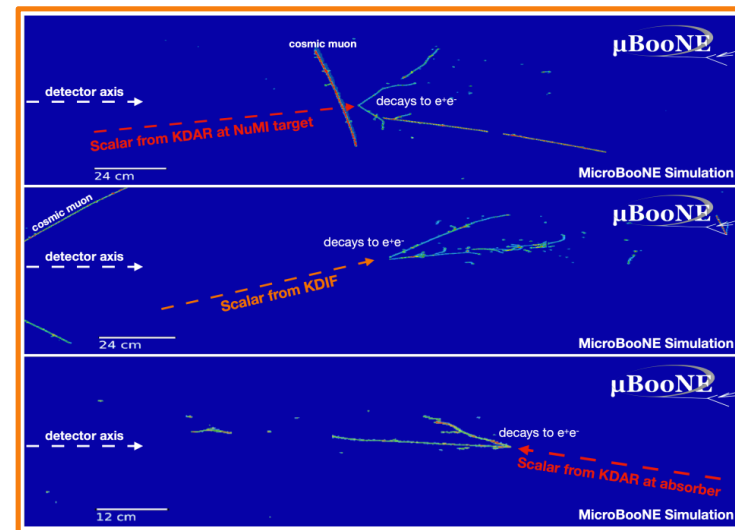 cosmic muon
µBooNE
detector axis
decays to e⁺e⁻
Scalar from KDAR at NuMI target
24 cm
MicroBooNE Simulation
cosmic muon
µBooNE
decays to e⁺e⁻
detector axis
Scalar from KDIF
24 cm
MicroBooNE Simulation
µBooNE
decays to e⁺e⁻
detector axis
Scalar from KDAR at absorber
12 cm
MicroBooNE Simulation